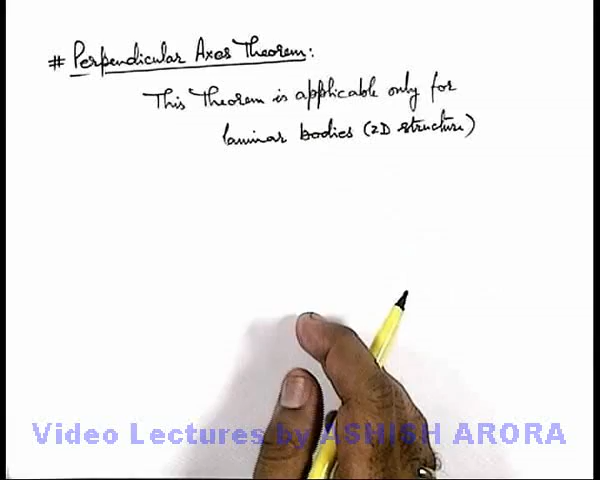 # Perpendicular Axes Theorem:
This Theorem is applicable only for
laminar bodies (2D structure)
Video Lectures by ASHISH ARORA